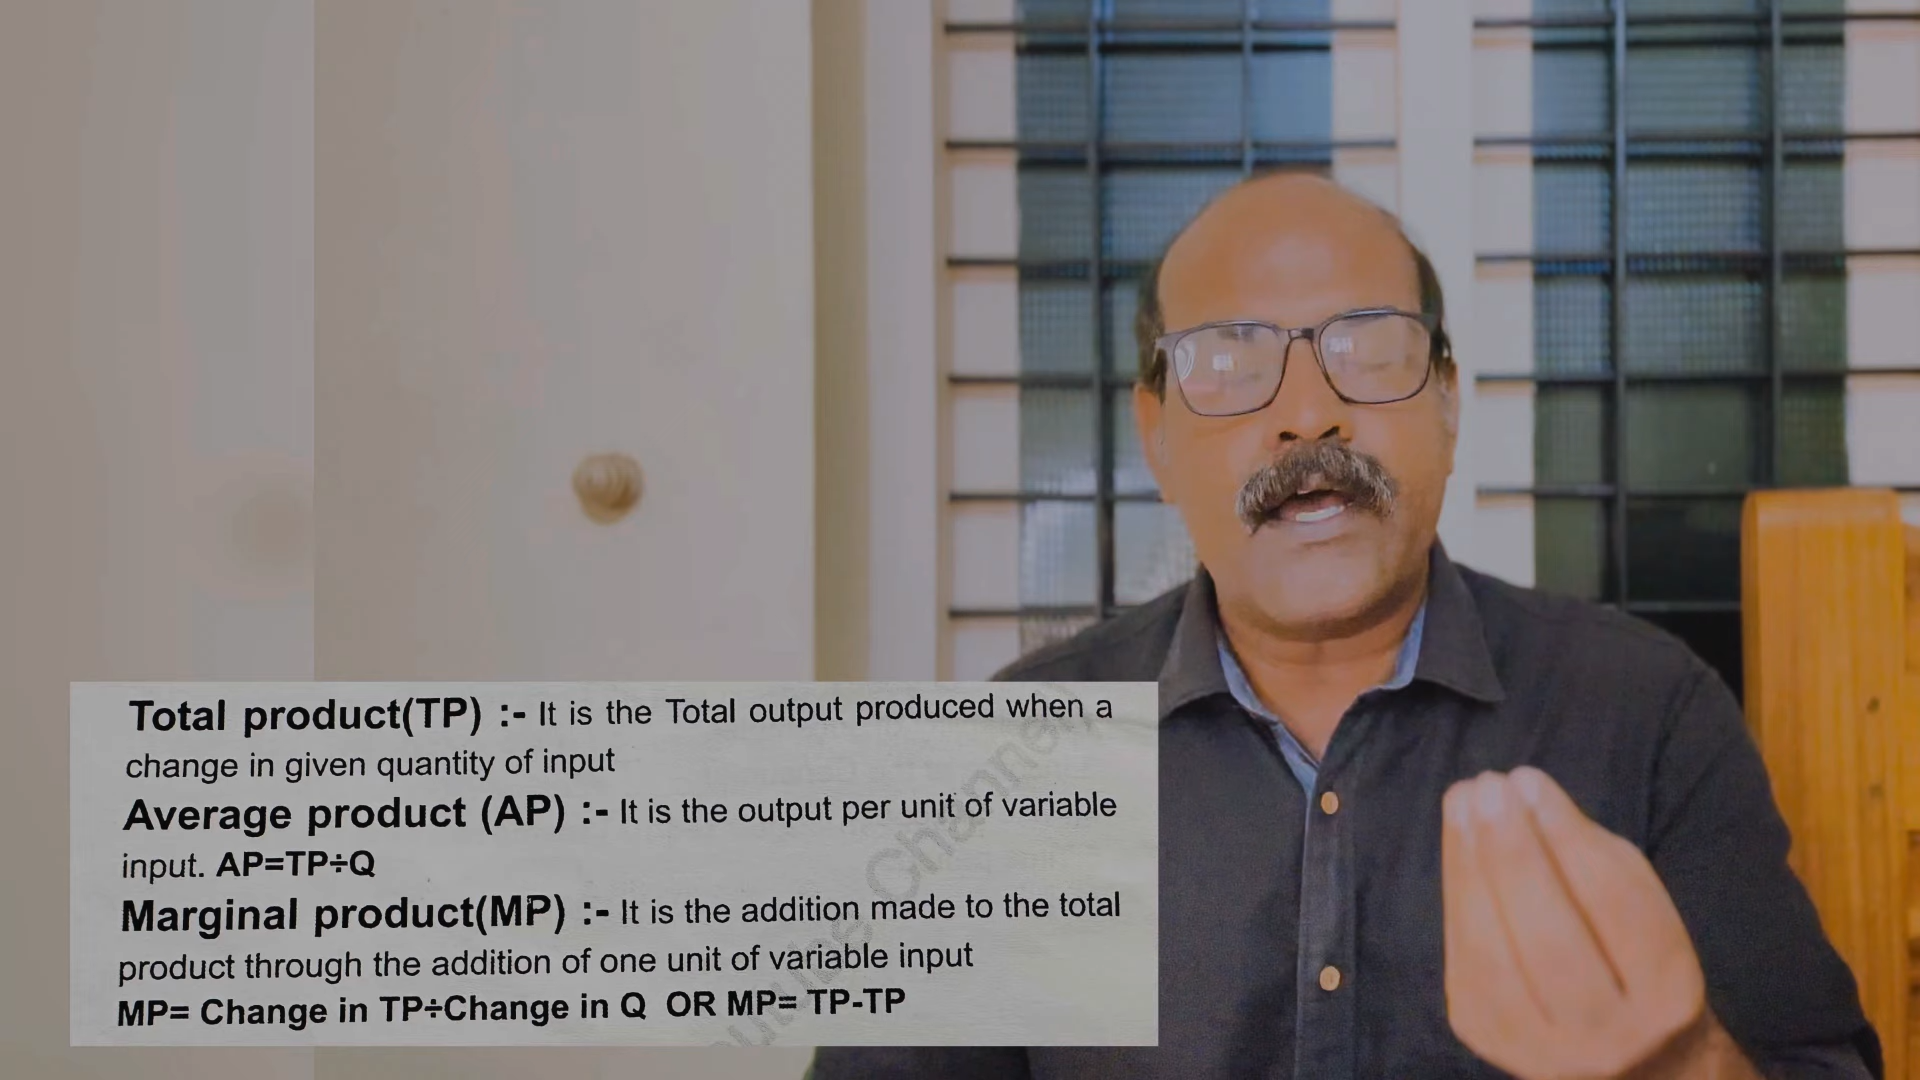 Total product(TP) :- It is the Total output produced when a
change in given quantity of input
Average product (AP) :- It is the output per unit of variable
input. AP=TP÷Q
Marginal product(MP) :- It is the addition made to the total
product through the addition of one unit of variable input
MP= Change in TP÷Change in Q OR MP= TP-TP
Channel